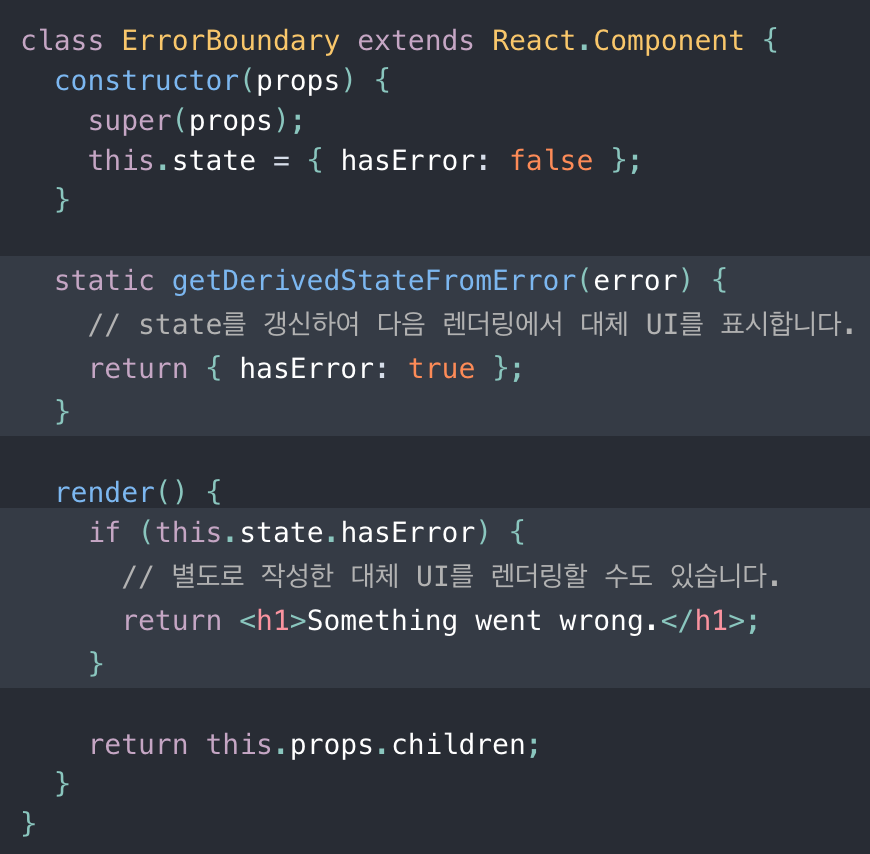 class ErrorBoundary extends React.Component {
  constructor(props) {
    super(props);
    this.state = { hasError: false };
  }

  static getDerivedStateFromError(error) {
    // state를 갱신하여 다음 렌더링에서 대체 UI를 표시합니다.
    return { hasError: true };
  }

  render() {
    if (this.state.hasError) {
      // 별도로 작성한 대체 UI를 렌더링할 수도 있습니다.
      return <h1>Something went wrong.</h1>;
    }

    return this.props.children;
  }
}